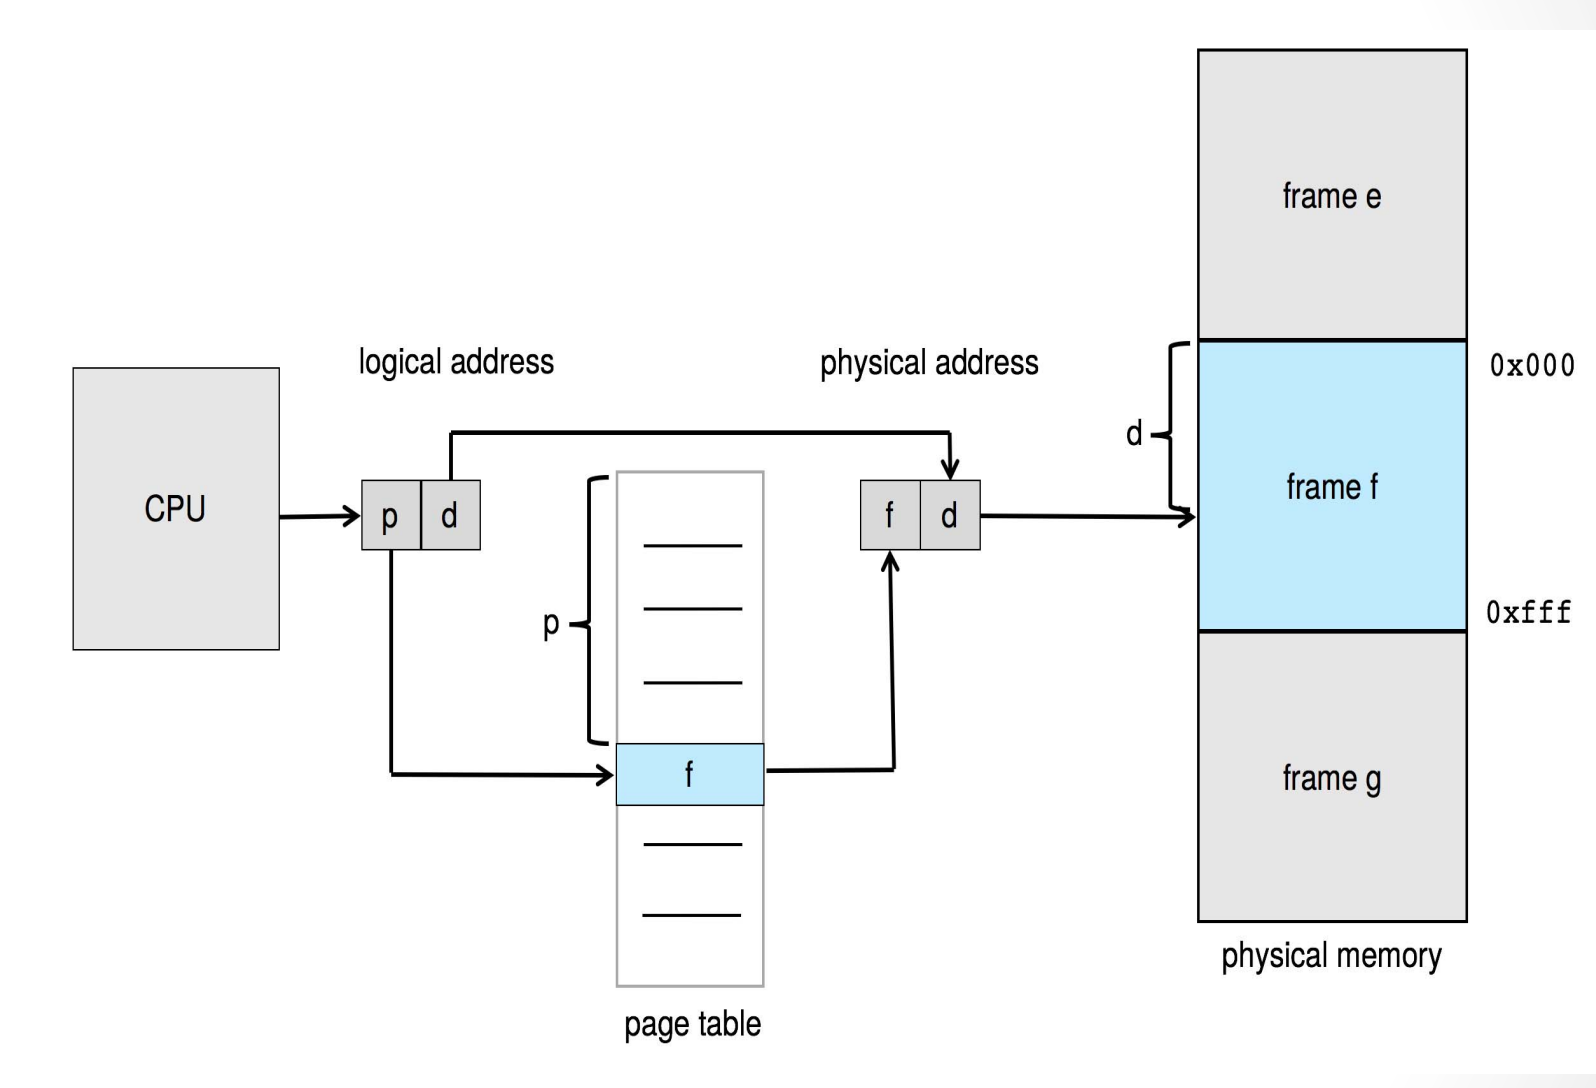 frame e
logical address
physical address
0x000
d
frame f
CPU
p d
f d
p
0xfff
f
frame g
physical memory
page table